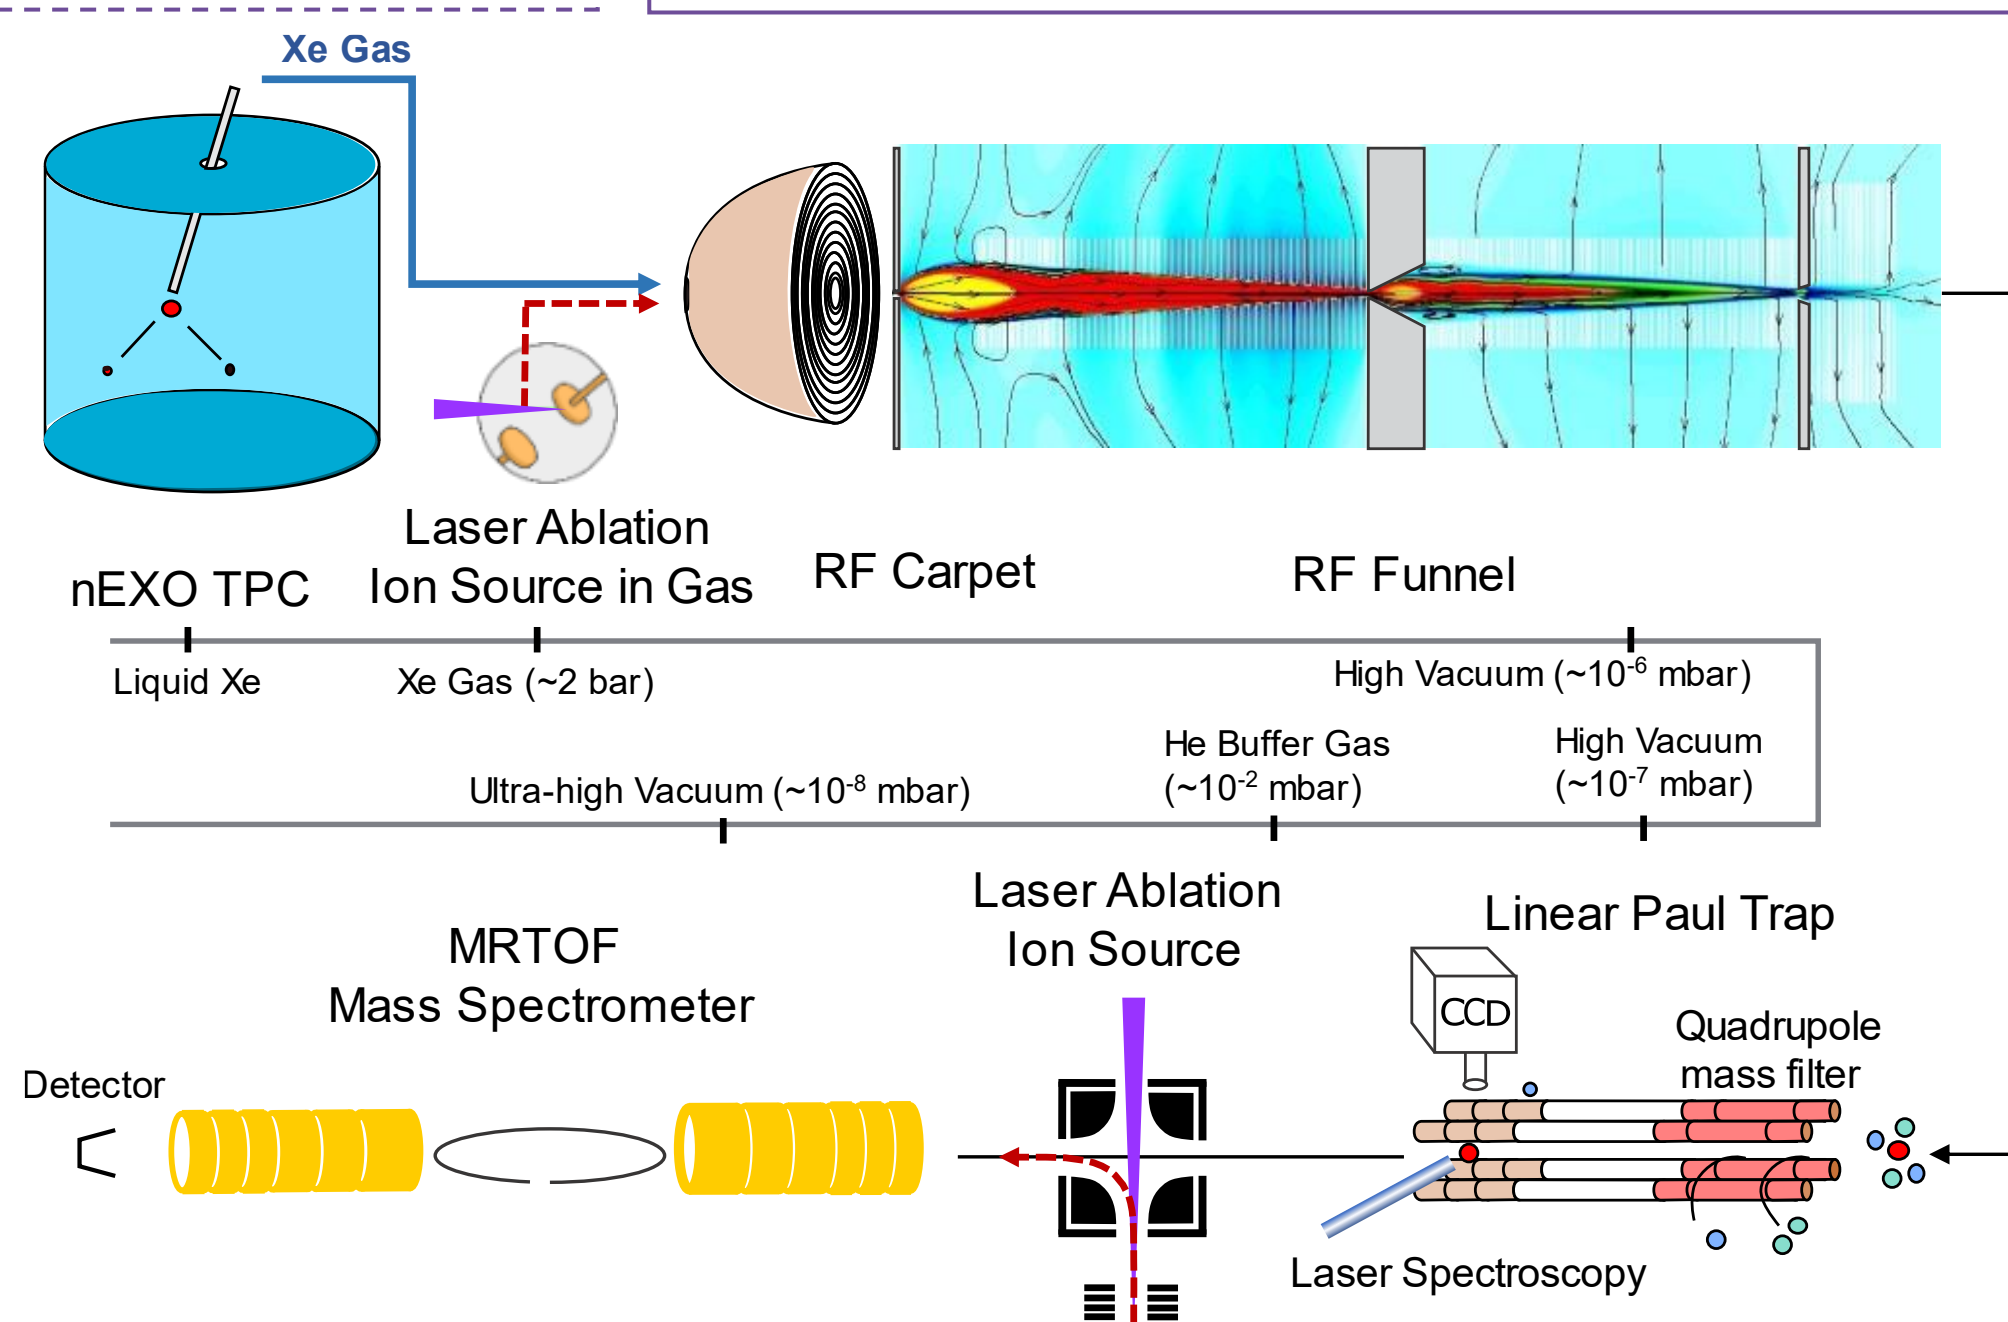 Xe Gas
Laser Ablation
Ion Source in Gas
nEXO TPC
RF Carpet
RF Funnel
Liquid Xe
Xe Gas (~2 bar)
High Vacuum (~10⁻⁶ mbar)
Ultra-high Vacuum (~10⁻⁸ mbar)
He Buffer Gas
(~10⁻² mbar)
High Vacuum
(~10⁻⁷ mbar)
MRTOF
Mass Spectrometer
Laser Ablation
Ion Source
Linear Paul Trap
CCD
Quadrupole
mass filter
Detector
Laser Spectroscopy